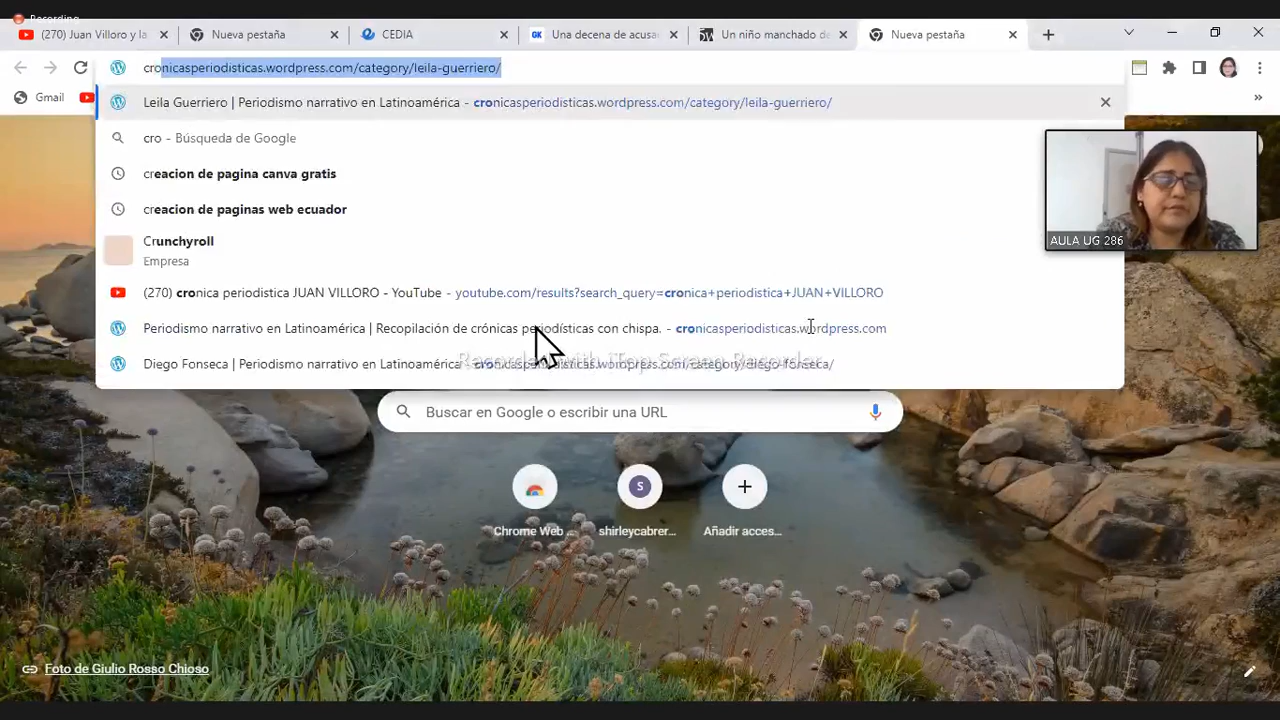 Recording
(270) Juan Villoro y la
Nueva pestaña
CEDIA
Una decena de acusa
Un niño manchado de
Nueva pestaña
cronicasperiodisticas.wordpress.com/category/leila-guerriero/
Gmail
Leila Guerriero | Periodismo narrativo en Latinoamérica - cronicasperiodisticas.wordpress.com/category/leila-guerriero/
cro - Búsqueda de Google
creacion de pagina canva gratis
creacion de paginas web ecuador
Crunchyroll
Empresa
(270) cronica periodistica JUAN VILLORO - YouTube - youtube.com/results?search_query=cronica+periodistica+JUAN+VILLORO
Periodismo narrativo en Latinoamérica | Recopilación de crónicas periodísticas con chispa. - cronicasperiodisticas.wordpress.com
Diego Fonseca | Periodismo narrativo en Latinoamérica - cronicasperiodisticas.wordpress.com/category/diego-fonseca/
Recorded with iTop Screen Recorder
AULA UG 286
Buscar en Google o escribir una URL
S
Chrome Web ...
shirleycabrer...
Añadir acces...
Foto de Giulio Rosso Chioso